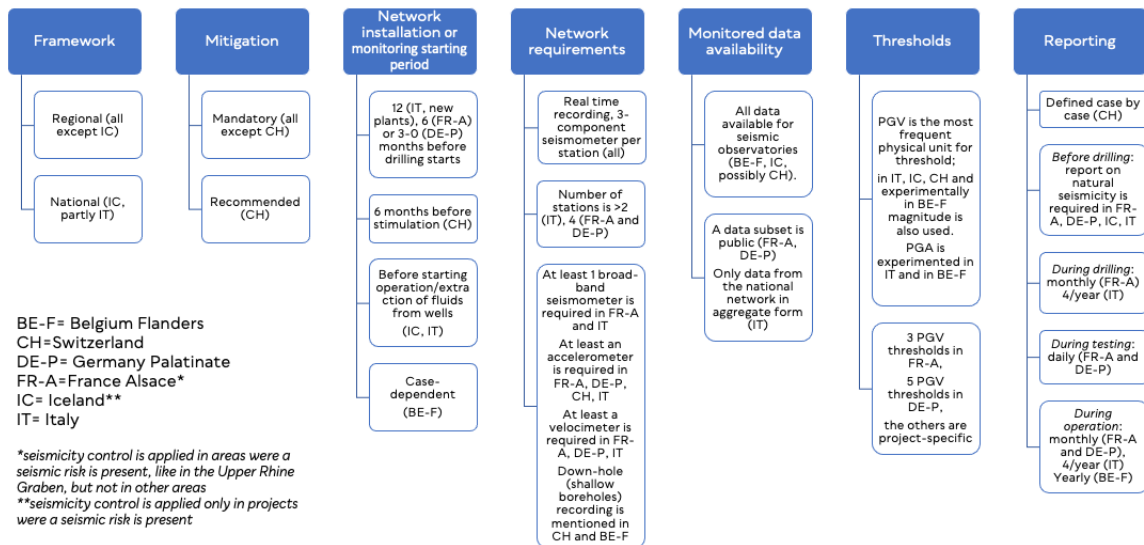 Framework
Regional (all
except IC)
National (IC,
partly IT)
Mitigation
Mandatory (all
except CH)
Recommended
(CH)
Network
installation or
monitoring starting
period
12 (IT, new
plants), 6 (FR-A)
or 3-0 (DE-P)
months before
drilling starts
6 months before
stimulation (CH)
Before starting
operation/extra
ction of fluids
from wells
(IC, IT)
Case-
dependent
(BE-F)
Network
requirements
Real time
recording, 3-
component
seismometer per
station (all)
Number of
stations is >2
(IT), 4 (FR-A and
DE-P)
At least 1 broad-
band
seismometer is
required in FR-A
and IT
At least an
accelerometer is
required in
FR-A, DE-P,
CH, IT
At least a
velocimeter is
required in FR-
A, DE-P, IT
Down-hole
(shallow
boreholes)
recording is
mentioned in
CH and BE-F
Monitored data
availability
All data
available for
seismic
observatories
(BE-F, IC,
possibly CH).
A data subset is
public (FR-A,
DE-P)
Only data from
the national
network in
aggregate form
(IT)
Thresholds
PGV is the most
frequent
physical unit for
threshold;
in IT, IC, CH and
experimentally
in BE-F
magnitude is
also used.
PGA is
experimented in
IT and in BE-F
3 PGV
thresholds in
FR-A,
5 PGV
thresholds in
DE-P,
the others are
project-specific
Reporting
Defined case by
case (CH)
Before drilling:
report on
natural
seismicity is
required in FR-
A, DE-P, IC, IT
During drilling:
monthly (FR-A)
4/year (IT)
During testing:
daily (FR-A and
DE-P)
During
operation:
monthly (FR-A
and DE-P),
4/year (IT)
Yearly (BE-F)
BE-F= Belgium Flanders
CH=Switzerland
DE-P= Germany Palatinate
FR-A=France Alsace*
IC= Iceland**
IT= Italy
*seismicity control is applied in areas were a
seismic risk is present, like in the Upper Rhine
Graben, but not in other areas
**seismicity control is applied only in projects
were a seismic risk is present